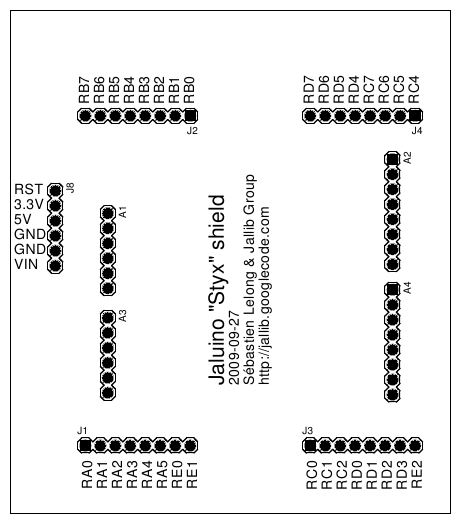 RB7 RB6 RB5 RB4 RB3 RB2 RB1 RB0
J2
RD7 RD6 RD5 RD4 RC7 RC6 RC5 RC4
J4
A2
J8
RST
3.3V
5V
GND
GND
VIN
A1
A3
A4
Jaluino "Styx" shield
2009-09-27
Sébastien Lelong & Jallib Group
http://jallib.googlecode.com
J1
RA0 RA1 RA2 RA3 RA4 RA5 RE0 RE1
J3
RC0 RC1 RC2 RD0 RD1 RD2 RD3 RE2